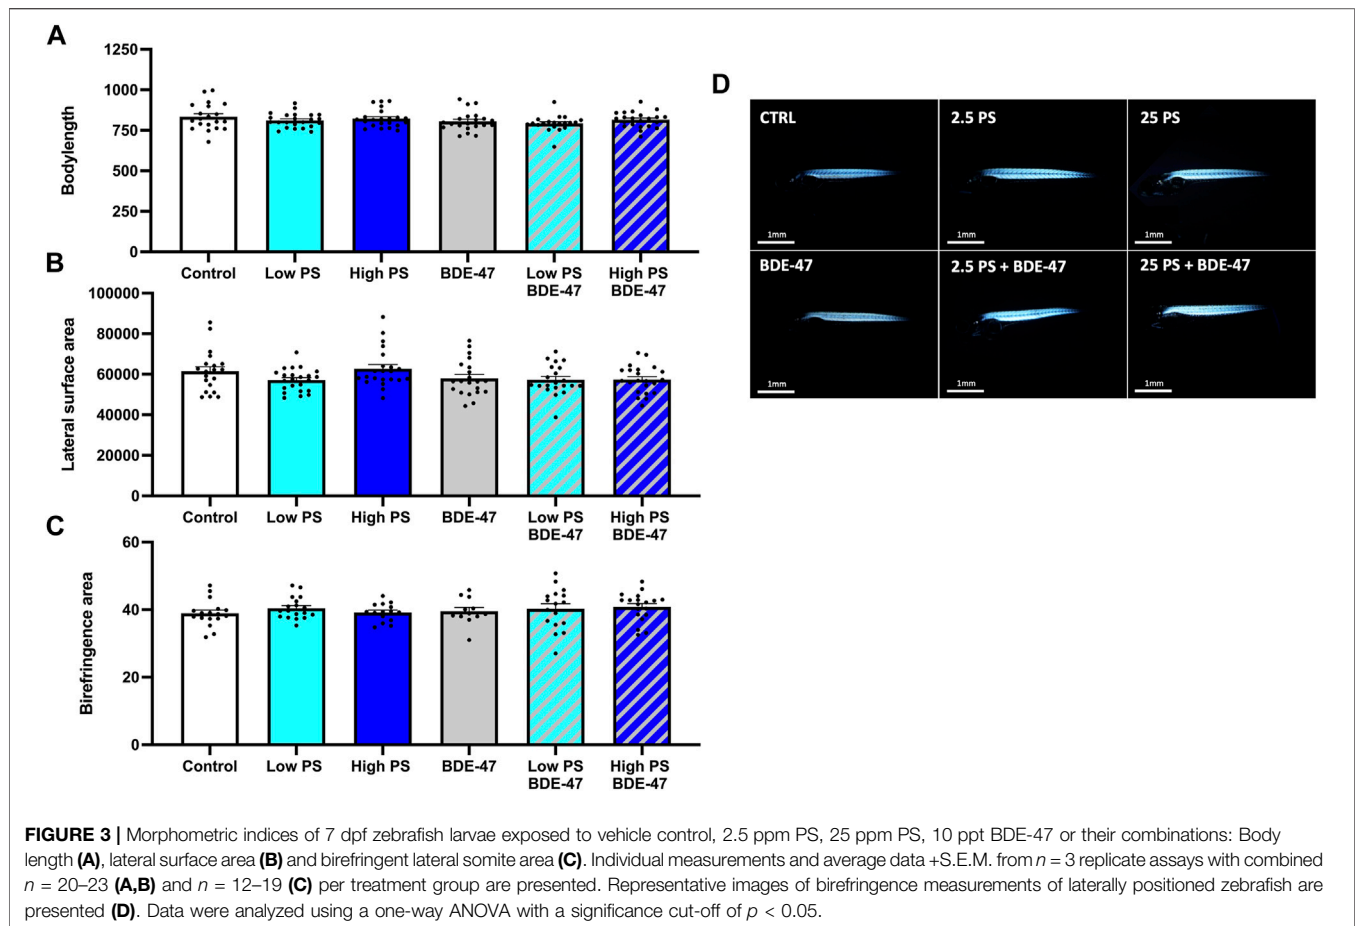 A
1250
1000
750
500
250
0
Bodylength
Control
Low PS
High PS
BDE-47
Low PS
BDE-47
High PS
BDE-47
B
100000
80000
60000
40000
20000
0
Lateral surface area
Control
Low PS
High PS
BDE-47
Low PS
BDE-47
High PS
BDE-47
C
60
40
20
0
Birefringence area
Control
Low PS
High PS
BDE-47
Low PS
BDE-47
High PS
BDE-47
D
CTRL
1mm
2.5 PS
1mm
25 PS
1mm
BDE-47
1mm
2.5 PS + BDE-47
1mm
25 PS + BDE-47
1mm
FIGURE 3 | Morphometric indices of 7 dpf zebrafish larvae exposed to vehicle control, 2.5 ppm PS, 25 ppm PS, 10 ppt BDE-47 or their combinations: Body
length (A), lateral surface area (B) and birefringent lateral somite area (C). Individual measurements and average data +S.E.M. from n = 3 replicate assays with combined
n = 20–23 (A,B) and n = 12–19 (C) per treatment group are presented. Representative images of birefringence measurements of laterally positioned zebrafish are
presented (D). Data were analyzed using a one-way ANOVA with a significance cut-off of p < 0.05.